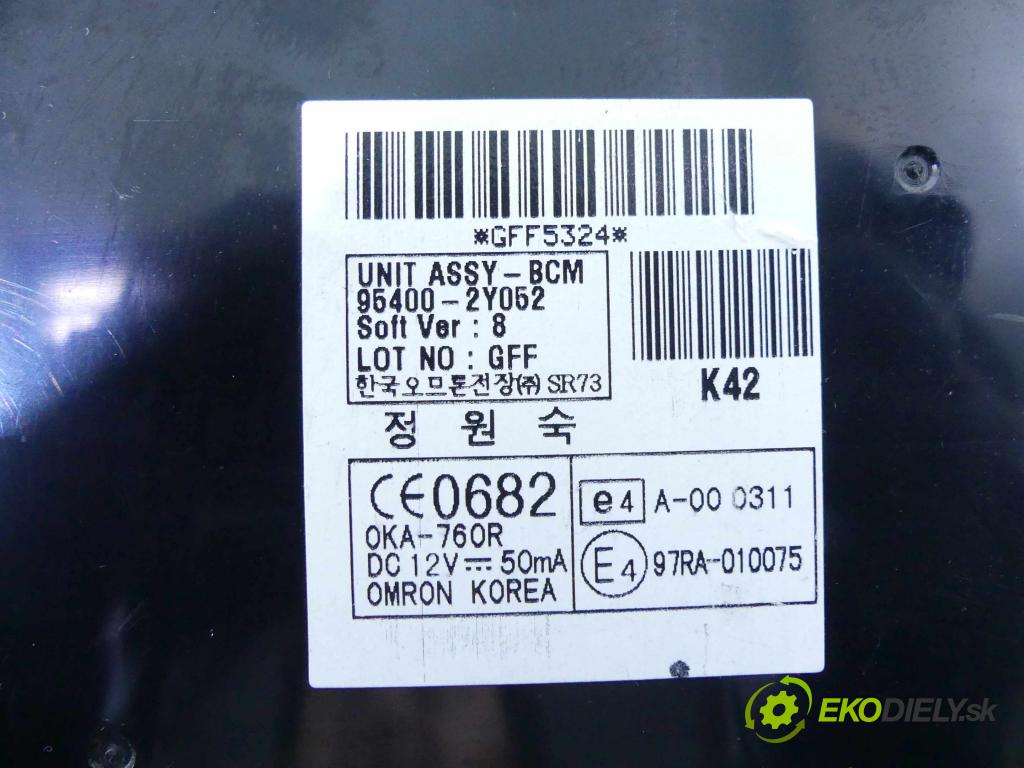 *GFF5324*
UNIT ASSY-BCM
95400-2Y052
Soft Ver : 8
LOT NO : GFF
한국오므론전장(주) SR73
K42
정 원 숙
CE0682
OKA-760R
DC 12V ⎓ 50mA
OMRON KOREA
e4 A-00 0311
E4 97RA-010075
EKODIELY.sk